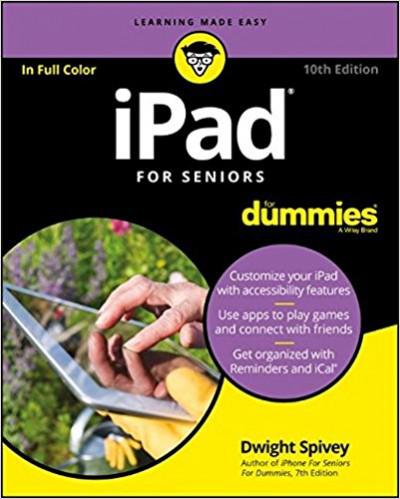 LEARNING MADE EASY
In Full Color
10th Edition
iPad®
FOR SENIORS
for
dummies®
A Wiley Brand
Customize your iPad
with accessibility features
Use apps to play games
and connect with friends
Get organized with
Reminders and iCal®
Dwight Spivey
Author of iPhone For Seniors
For Dummies, 7th Edition